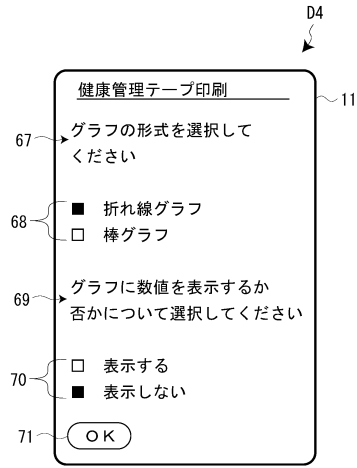 D4
健康管理テープ印刷
11
67
グラフの形式を選択して
ください
68
■ 折れ線グラフ
□ 棒グラフ
69
グラフに数値を表示するか
否かについて選択してください
70
□ 表示する
■ 表示しない
71
OK